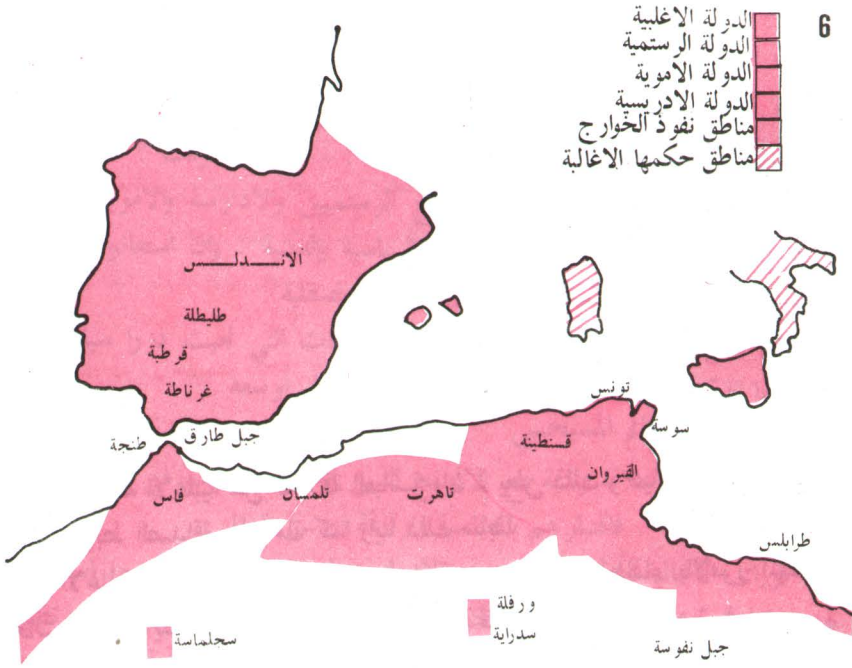 6
الدولة الاغلبية
الدولة الرستمية
الدولة الاموية
الدولة الادريسية
مناطق نفوذ الخوارج
مناطق حكمها الاغالبة
الانــدلــــس
طليطلة
قرطبة
غرناطة
جبل طارق
طنجة
تونس
سوسة
قسنطينة
القيروان
تاهرت
تلمسان
فاس
طرابلس
ورفلة
سدراية
سجلماسة
جبل نفوسة